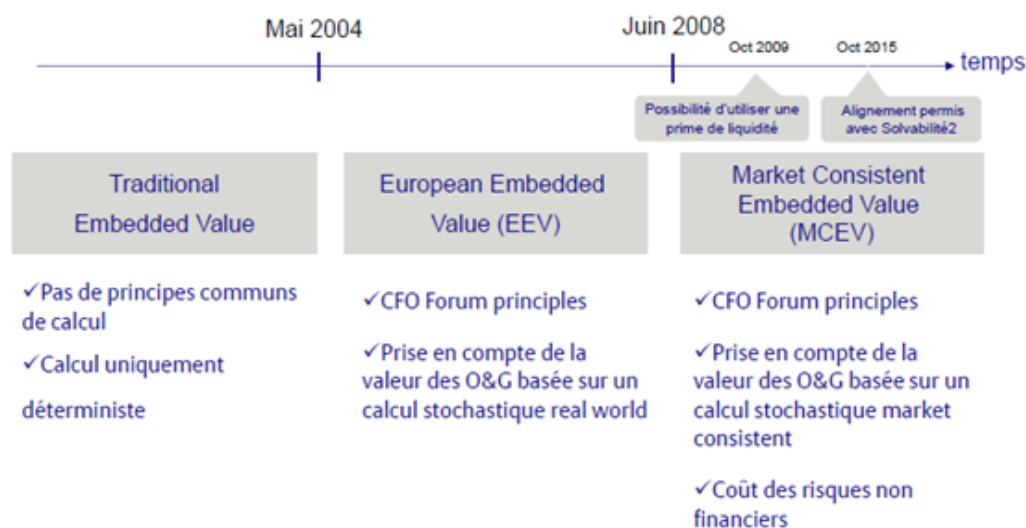 Mai 2004
Juin 2008
Oct 2009
Oct 2015
temps
Possibilité d'utiliser une
prime de liquidité
Alignement permis
avec Solvabilité2
Traditional
Embedded Value
European Embedded
Value (EEV)
Market Consistent
Embedded Value
(MCEV)
✓Pas de principes communs
de calcul
✓Calcul uniquement
déterministe
✓CFO Forum principles
✓Prise en compte de la
valeur des O&G basée sur un
calcul stochastique real world
✓CFO Forum principles
✓Prise en compte de la
valeur des O&G basée sur un
calcul stochastique market
consistent
✓Coût des risques non
financiers